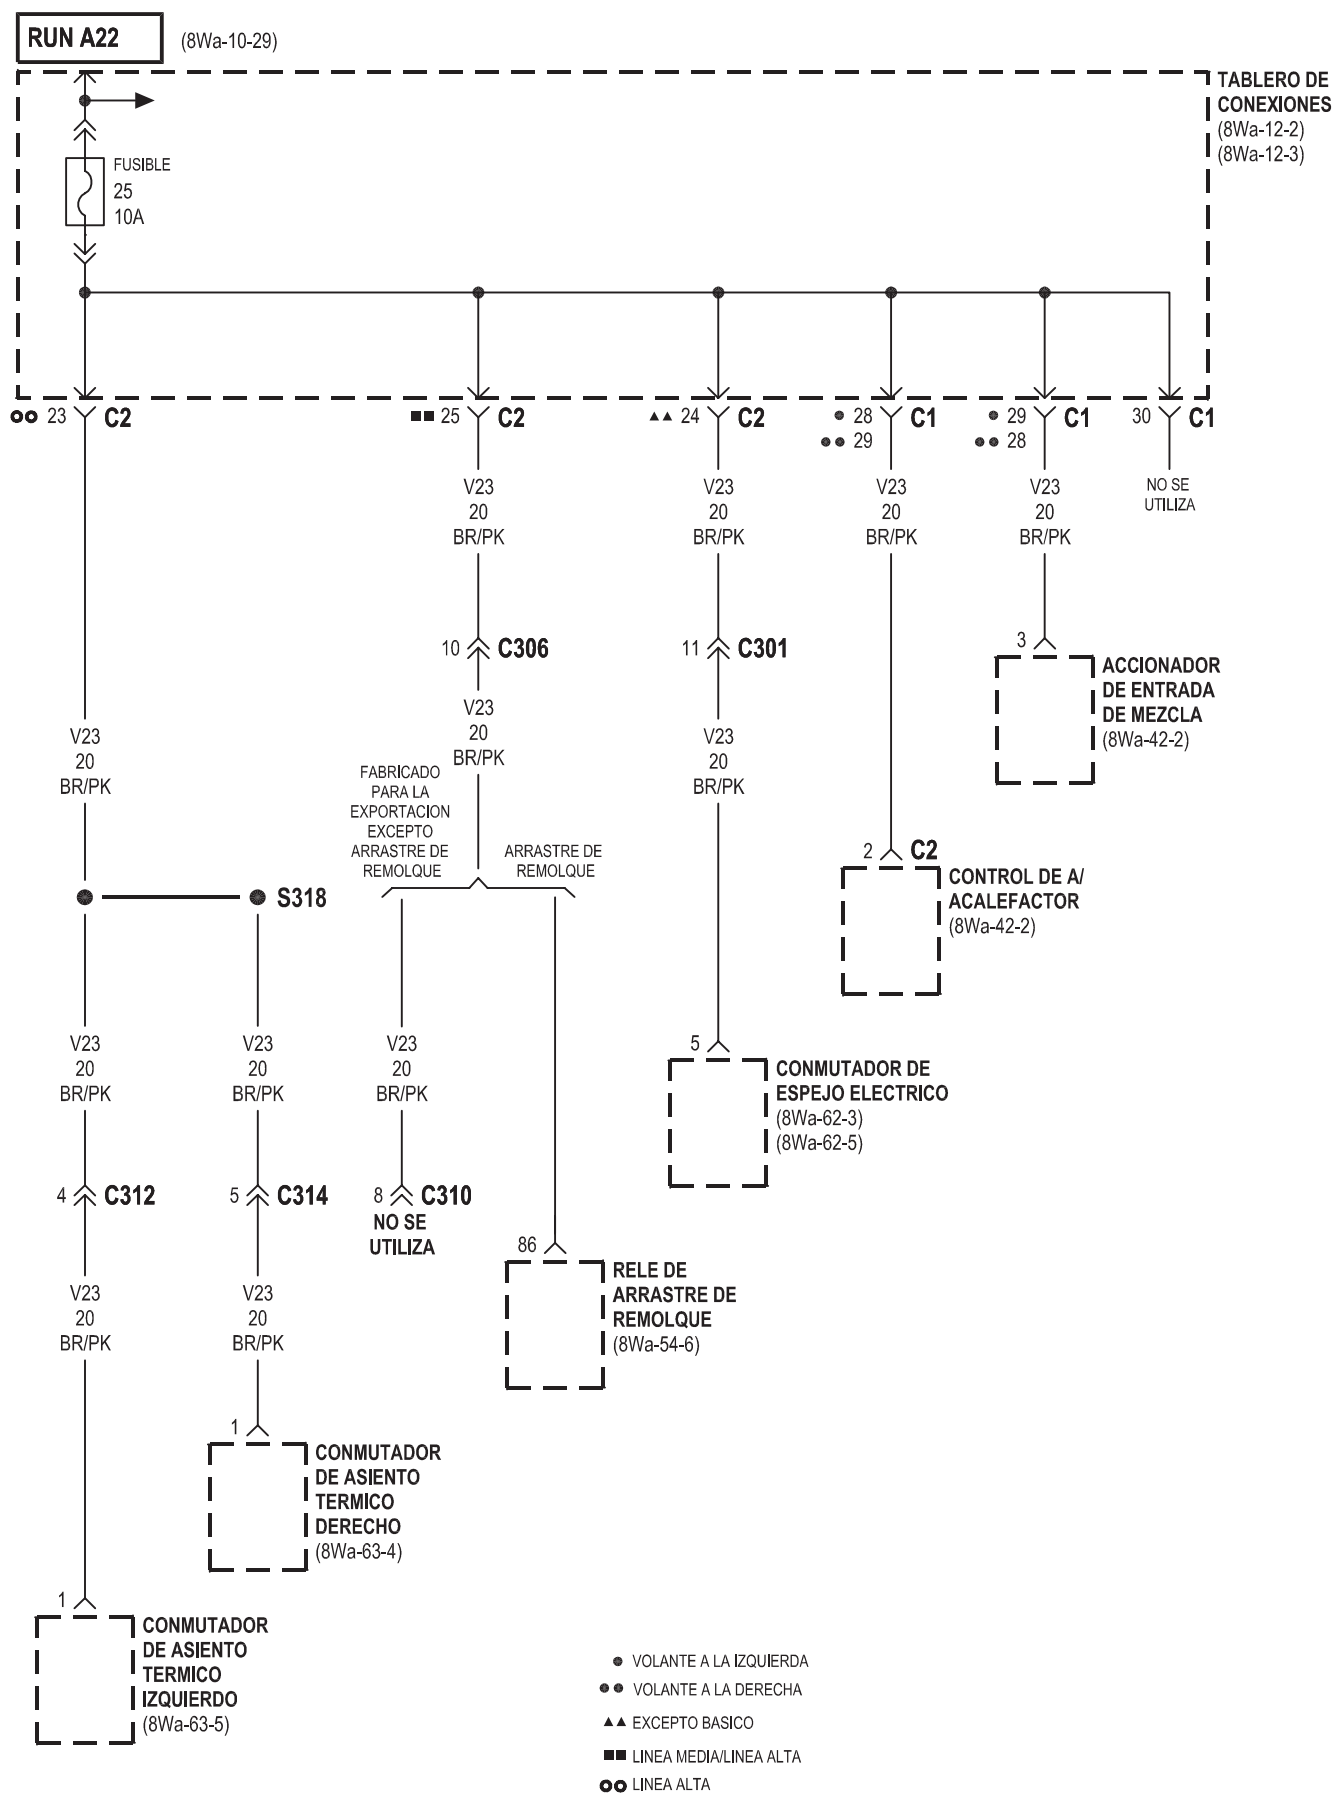 RUN A22
(8Wa-10-29)
TABLERO DE
CONEXIONES
(8Wa-12-2)
(8Wa-12-3)
FUSIBLE
25
10A
23 C2
25 C2
24 C2
28 C1
29
29 C1
28
30 C1
V23
20
BR/PK
V23
20
BR/PK
V23
20
BR/PK
V23
20
BR/PK
NO SE
UTILIZA
10 C306
11 C301
3
ACCIONADOR
DE ENTRADA
DE MEZCLA
(8Wa-42-2)
V23
20
BR/PK
V23
20
BR/PK
V23
20
BR/PK
FABRICADO
PARA LA
EXPORTACION
EXCEPTO
ARRASTRE DE
REMOLQUE
ARRASTRE DE
REMOLQUE
2 C2
CONTROL DE A/
ACALEFACTOR
(8Wa-42-2)
S318
V23
20
BR/PK
V23
20
BR/PK
V23
20
BR/PK
5
CONMUTADOR DE
ESPEJO ELECTRICO
(8Wa-62-3)
(8Wa-62-5)
4 C312
5 C314
8 C310
NO SE
UTILIZA
86
RELE DE
ARRASTRE DE
REMOLQUE
(8Wa-54-6)
V23
20
BR/PK
V23
20
BR/PK
1
CONMUTADOR
DE ASIENTO
TERMICO
DERECHO
(8Wa-63-4)
1
CONMUTADOR
DE ASIENTO
TERMICO
IZQUIERDO
(8Wa-63-5)
VOLANTE A LA IZQUIERDA
VOLANTE A LA DERECHA
EXCEPTO BASICO
LINEA MEDIA/LINEA ALTA
LINEA ALTA